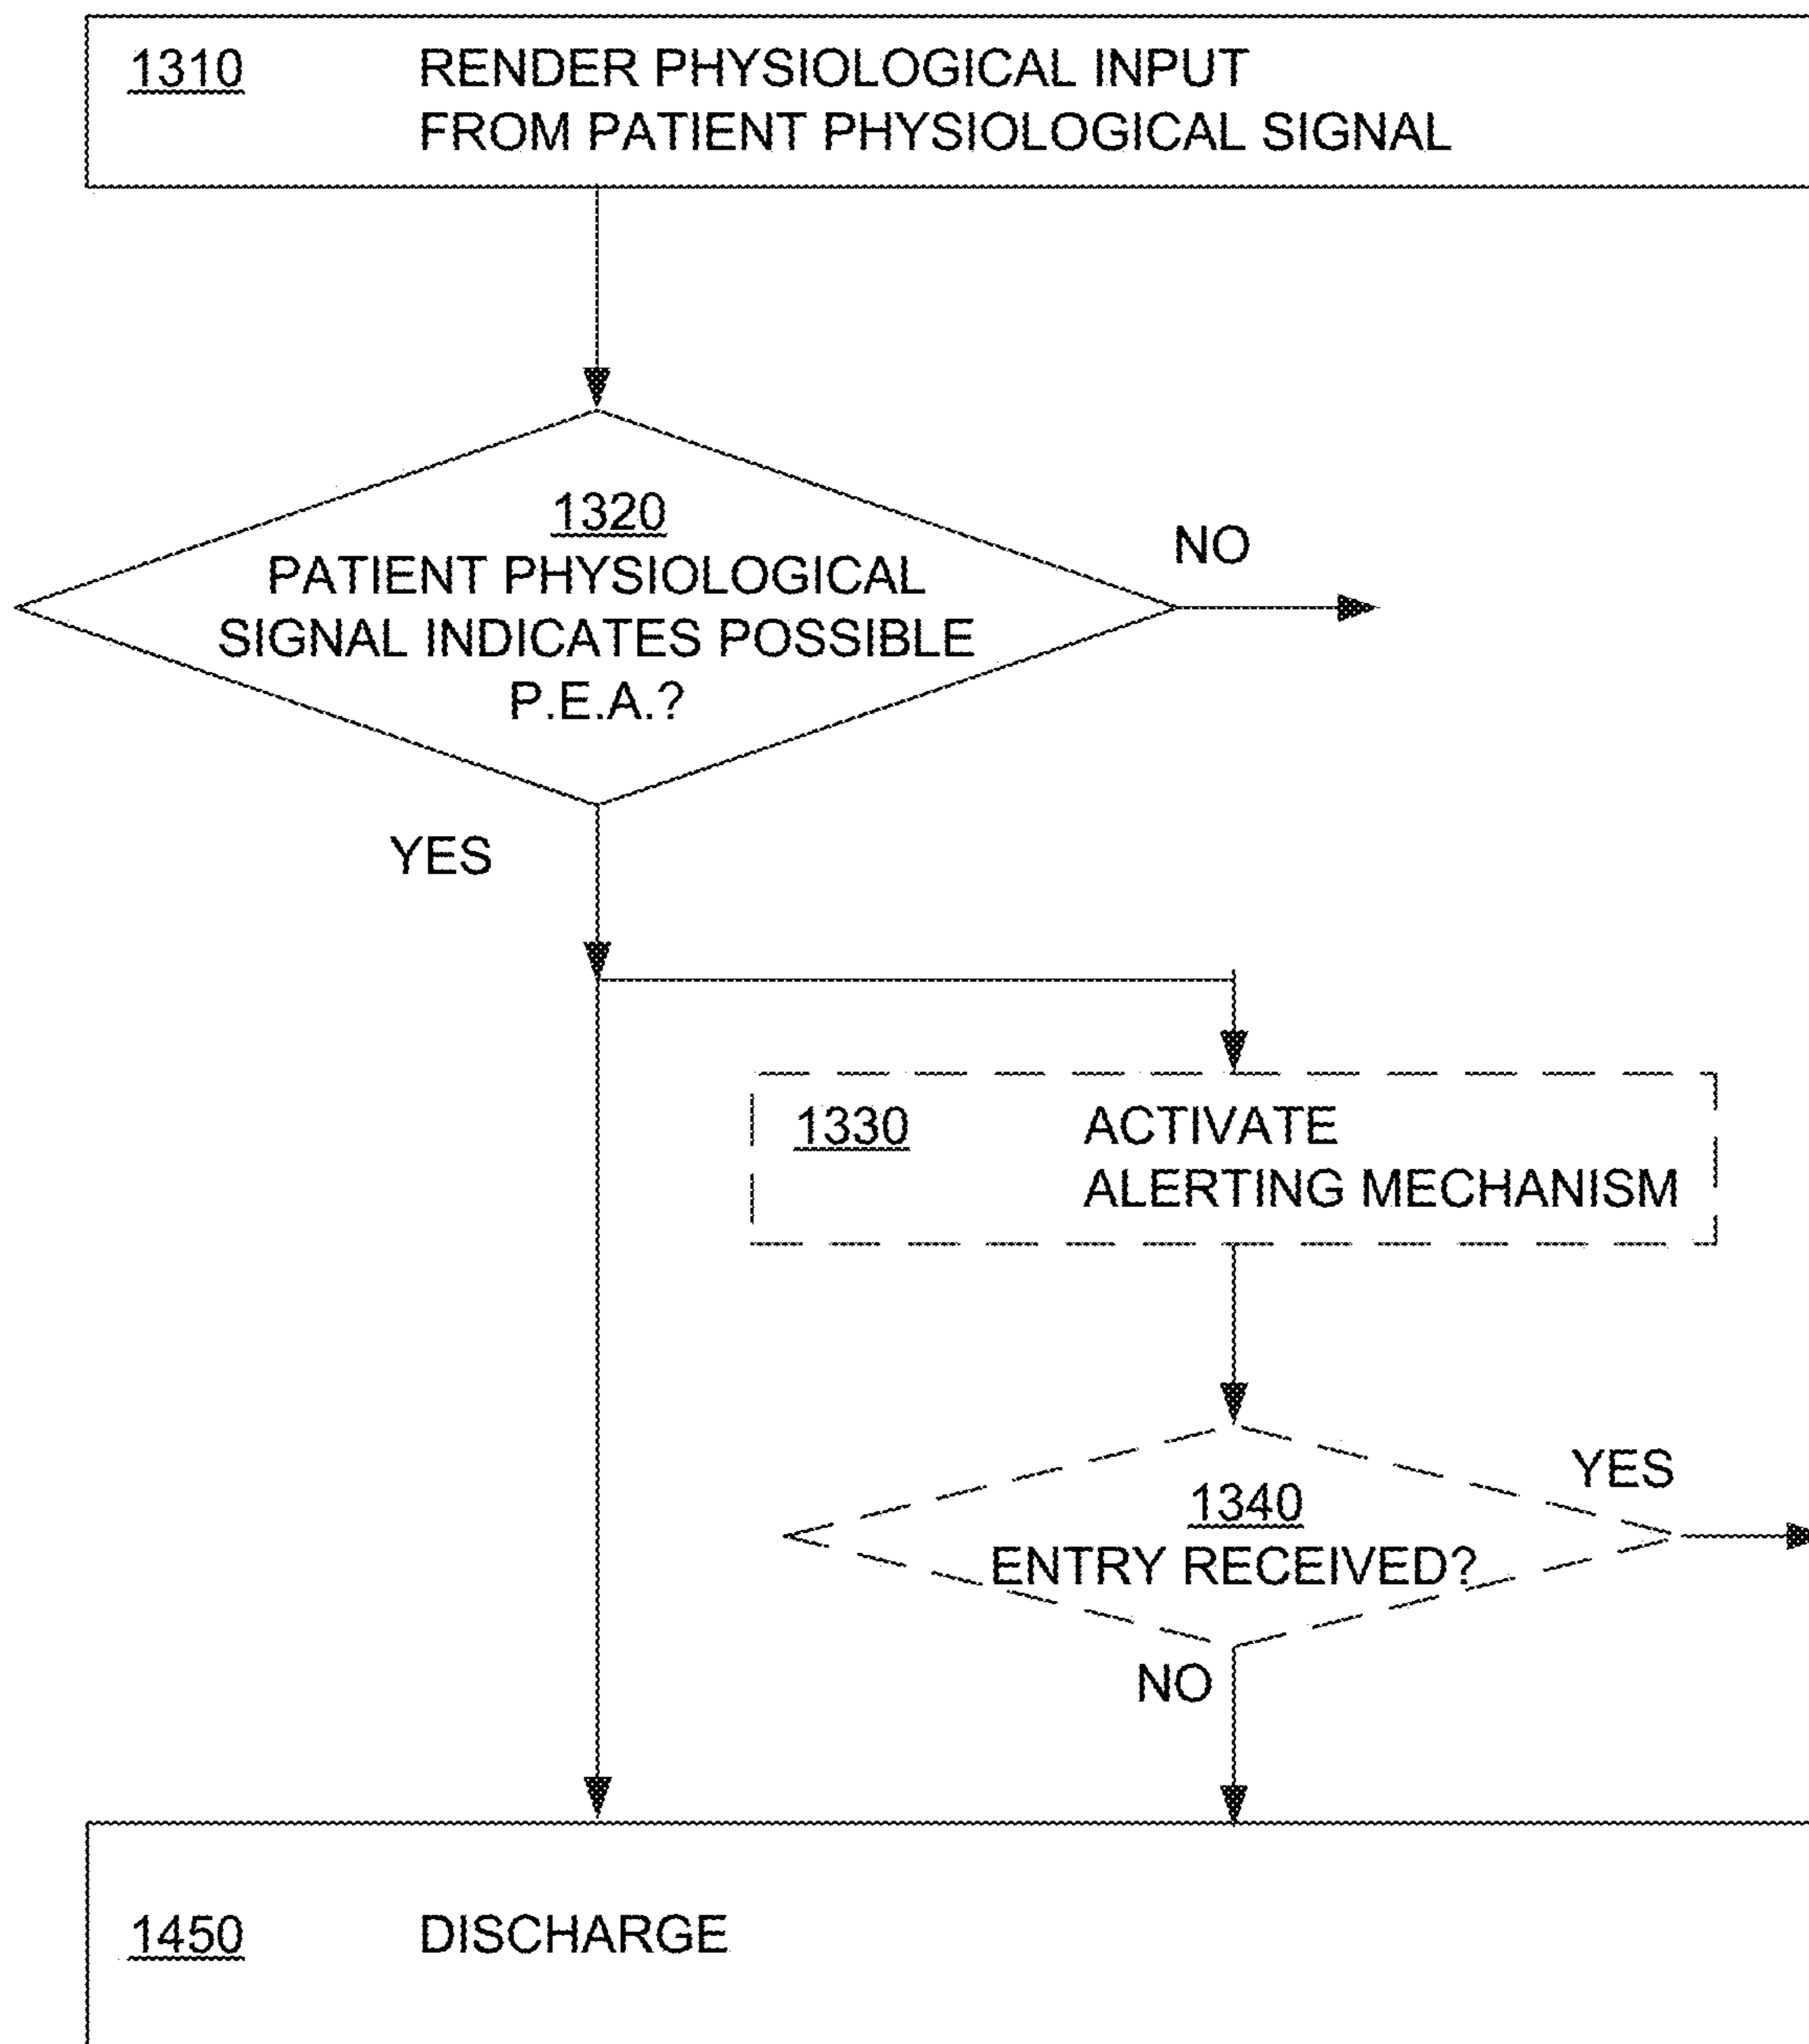 1310 RENDER PHYSIOLOGICAL INPUT
FROM PATIENT PHYSIOLOGICAL SIGNAL
1320
PATIENT PHYSIOLOGICAL
SIGNAL INDICATES POSSIBLE
P.E.A.?
NO
YES
1330 ACTIVATE
ALERTING MECHANISM
YES
1340
ENTRY RECEIVED?
NO
1450 DISCHARGE